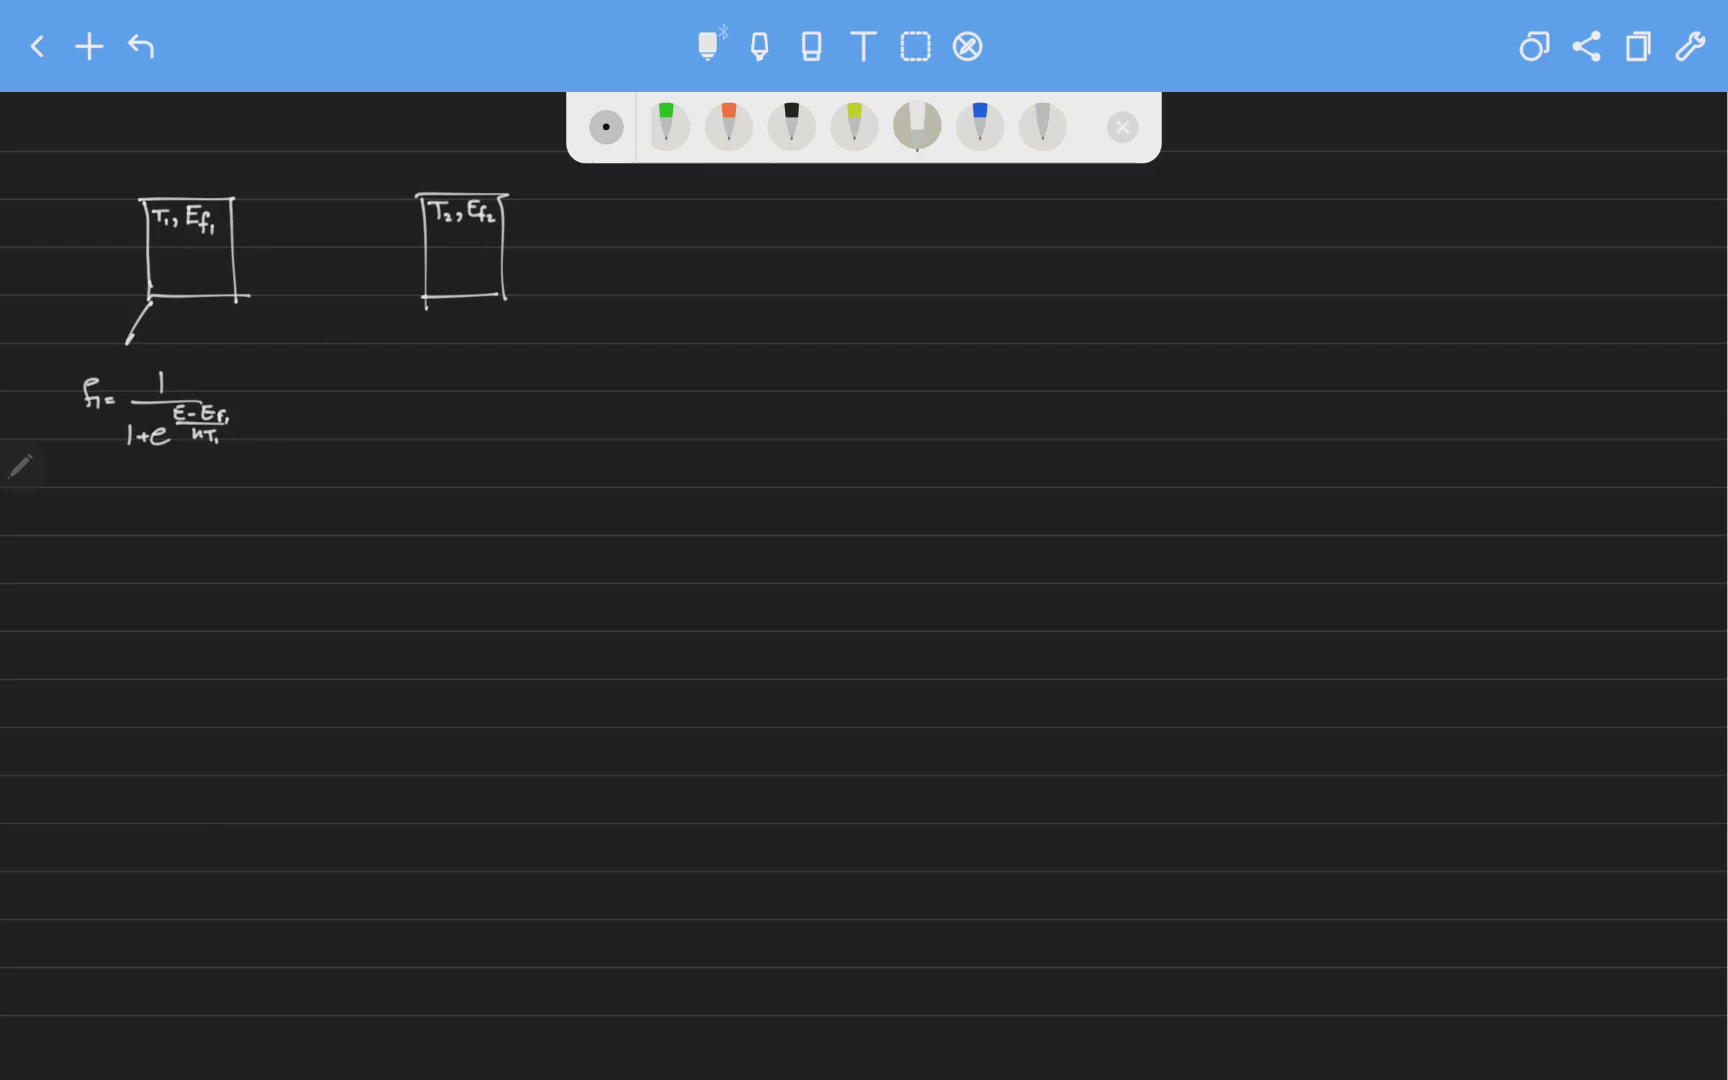 T₁, Ef₁
T₂, Ef₂
f₁ = 1 / (1+e^((E-Ef₁)/(kT₁)))